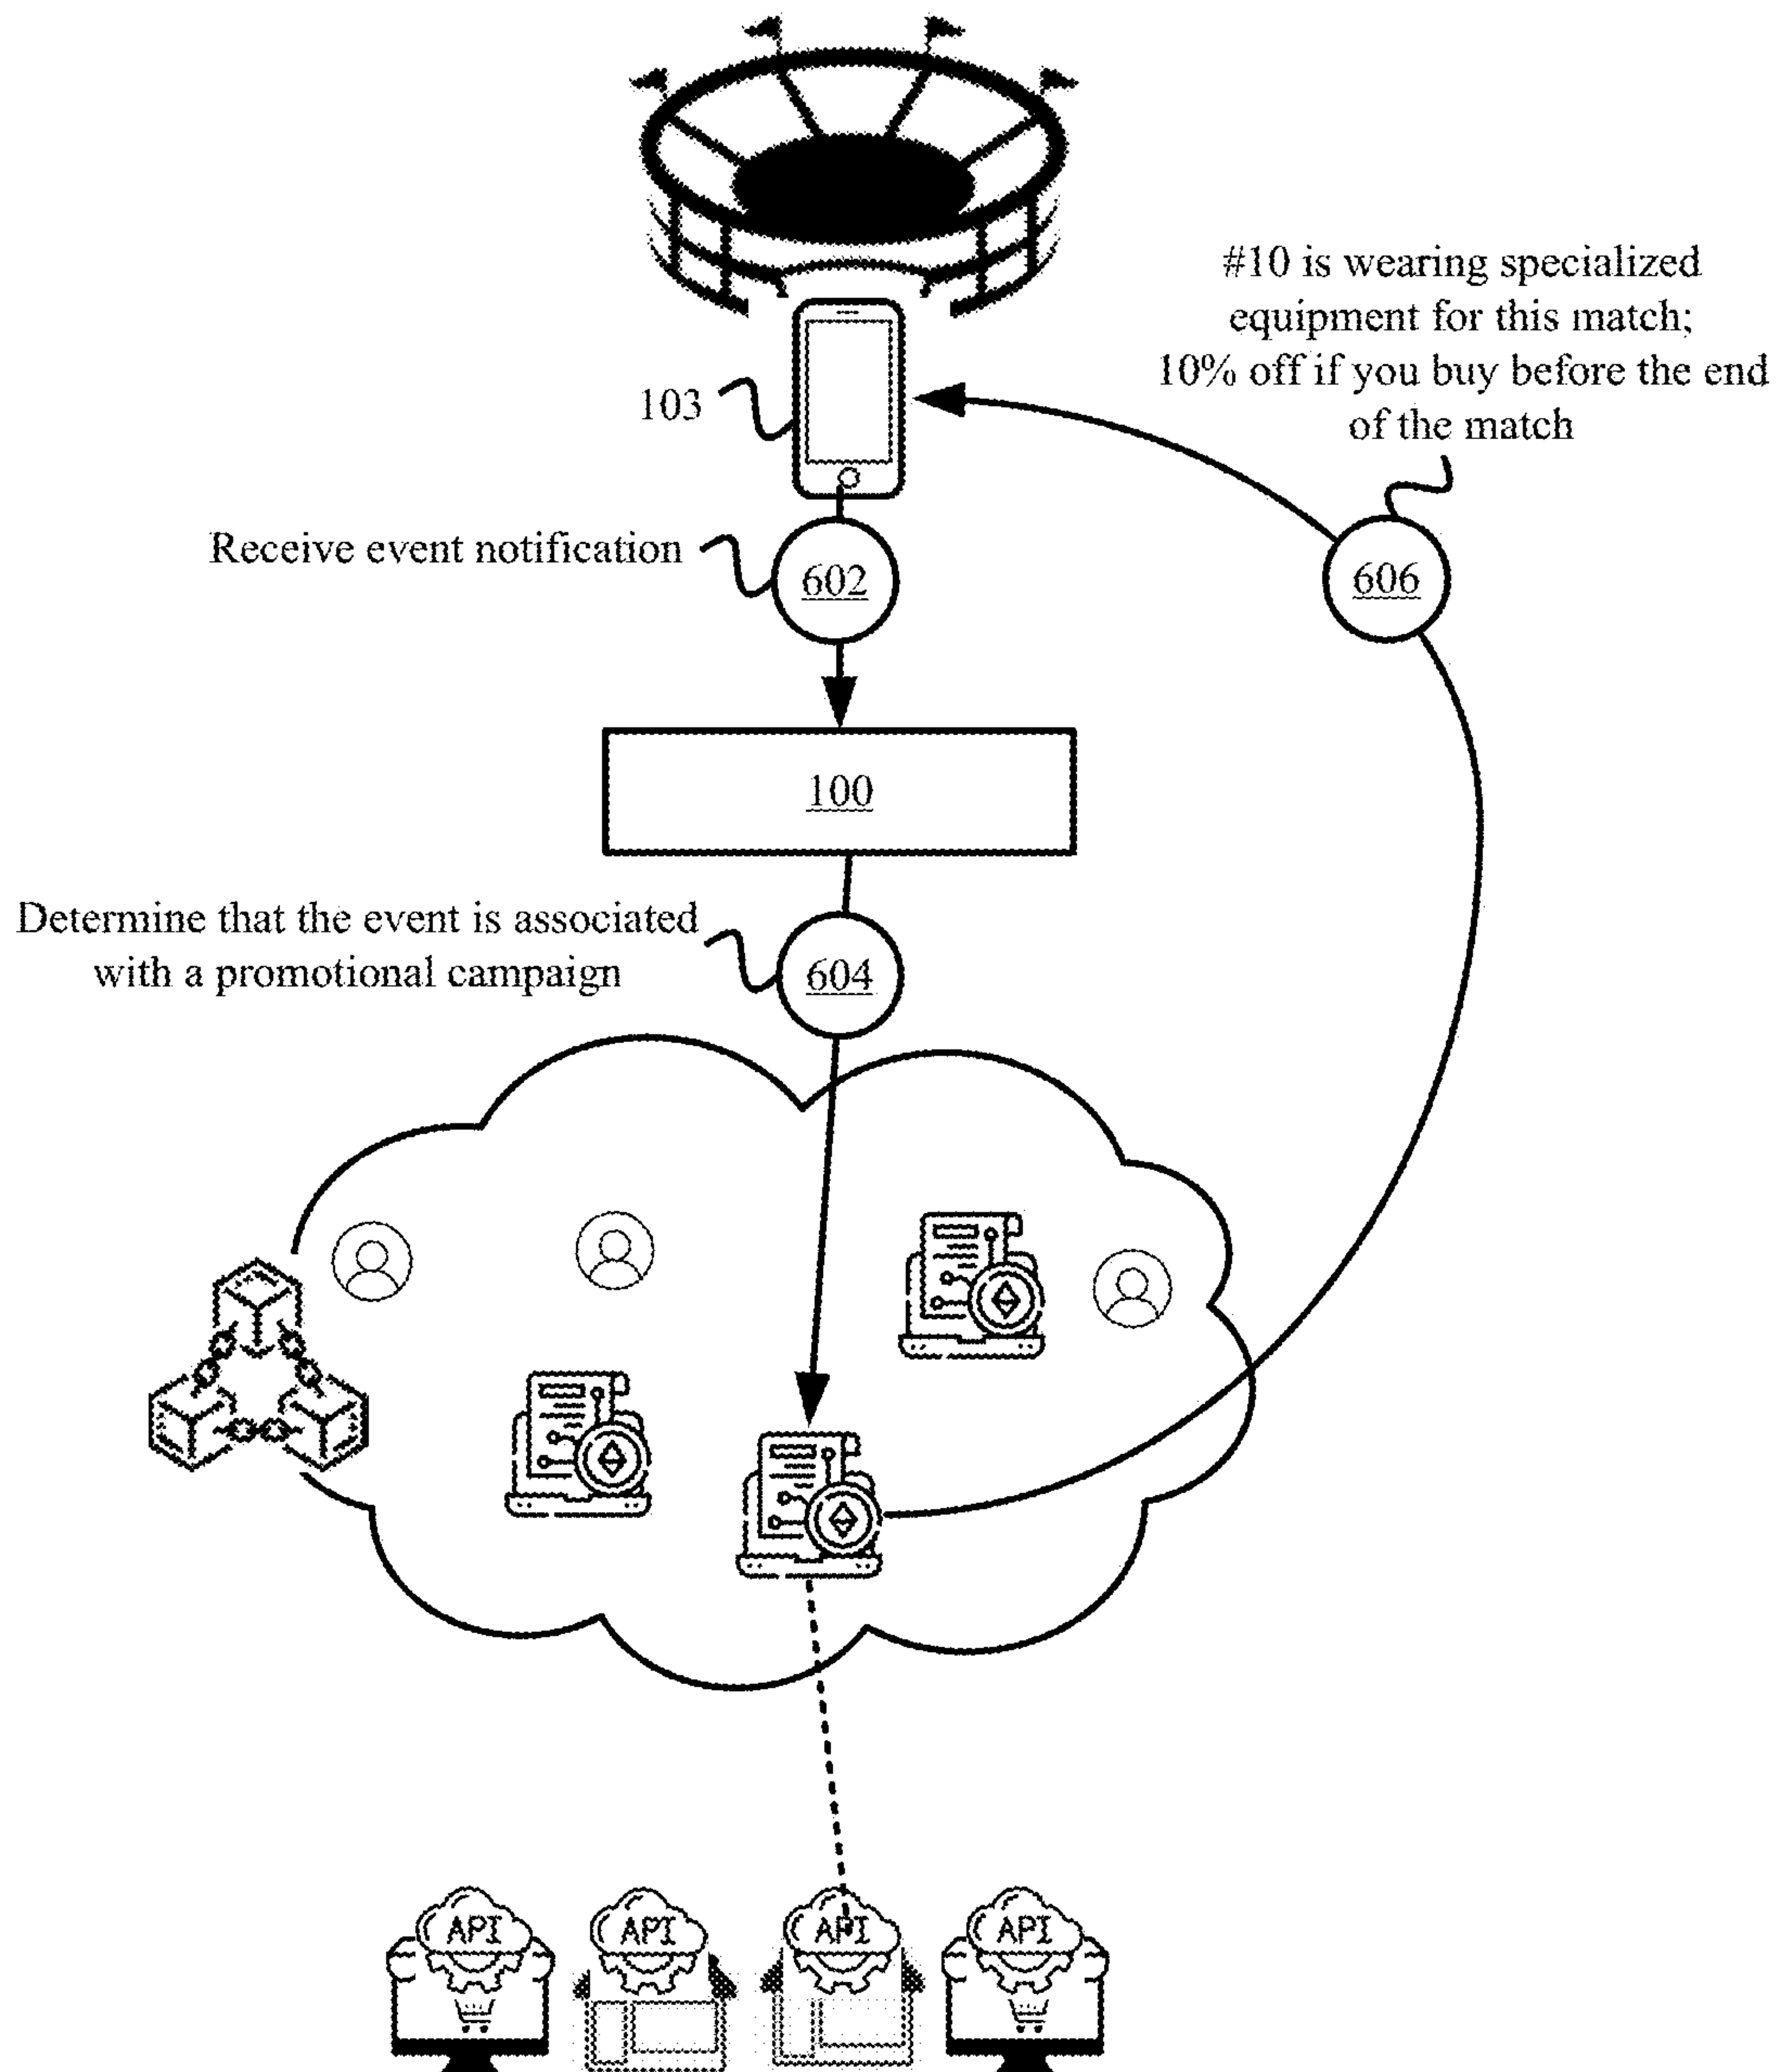 #10 is wearing specialized
equipment for this match;
10% off if you buy before the end
of the match
103
Receive event notification
602
606
100
Determine that the event is associated
with a promotional campaign
604
API
API
API
API